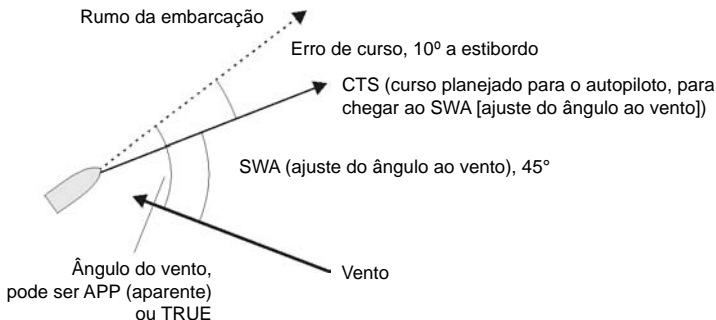 Rumo da embarcação
Erro de curso, 10º a estibordo
CTS (curso planejado para o autopiloto, para
chegar ao SWA [ajuste do ângulo ao vento])
SWA (ajuste do ângulo ao vento), 45°
Vento
Ângulo do vento,
pode ser APP (aparente)
ou TRUE